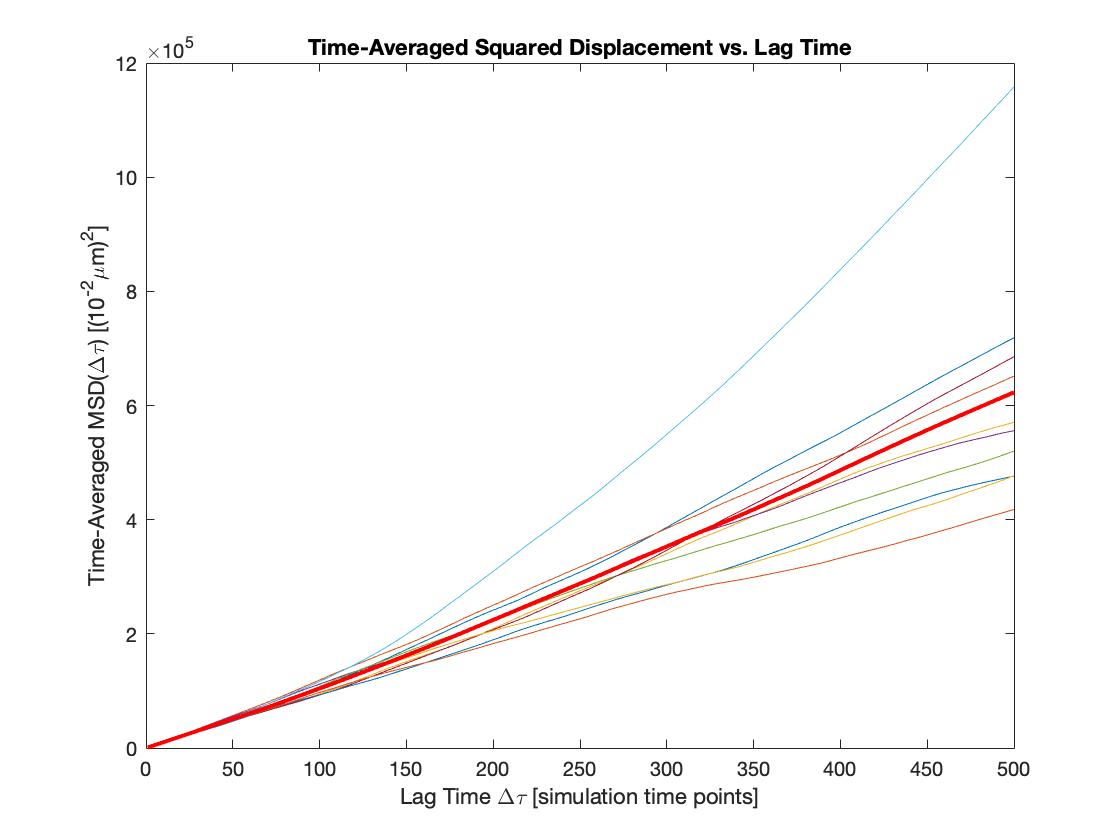 Time-Averaged Squared Displacement vs. Lag Time
×10^5
12
10
8
6
4
2
0
Time-Averaged MSD(Δτ) [(10^-2 μm)^2]
0 50 100 150 200 250 300 350 400 450 500
Lag Time Δτ [simulation time points]